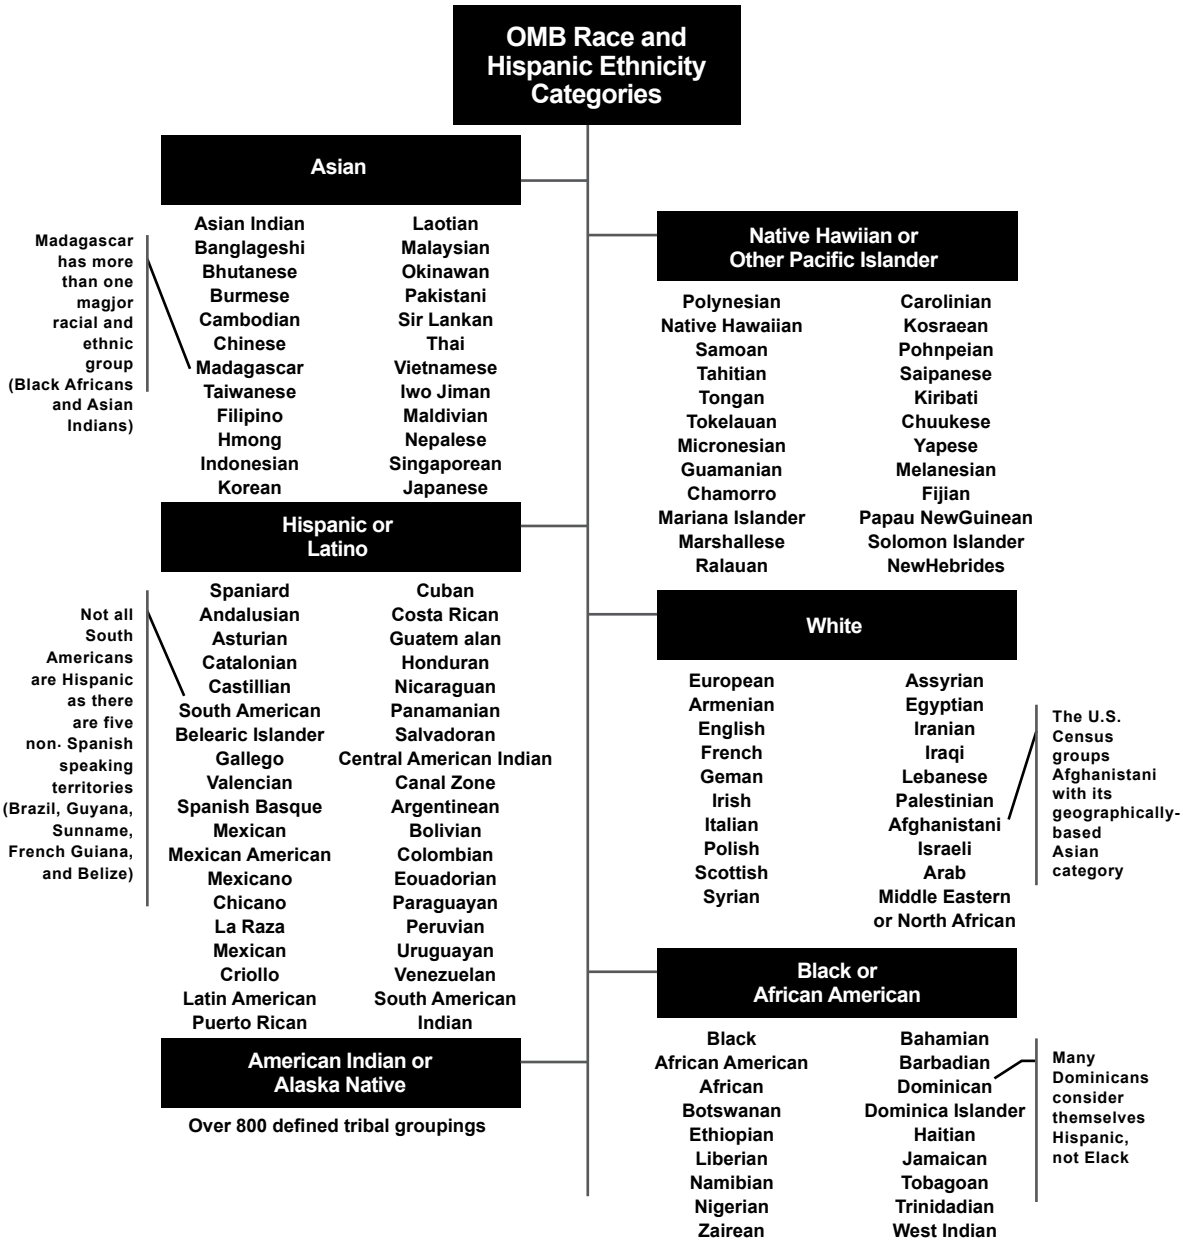 OMB Race and
Hispanic Ethnicity
Categories
Asian
Asian Indian
Banglageshi
Bhutanese
Burmese
Cambodian
Chinese
Madagascar
Taiwanese
Filipino
Hmong
Indonesian
Korean
Laotian
Malaysian
Okinawan
Pakistani
Sir Lankan
Thai
Vietnamese
Iwo Jiman
Maldivian
Nepalese
Singaporean
Japanese
Madagascar
has more
than one
magjor
racial and
ethnic
group
(Black Africans
and Asian
Indians)
Hispanic or
Latino
Spaniard
Andalusian
Asturian
Catalonian
Castillian
South American
Belearic Islander
Gallego
Valencian
Spanish Basque
Mexican
Mexican American
Mexicano
Chicano
La Raza
Mexican
Criollo
Latin American
Puerto Rican
Cuban
Costa Rican
Guatem alan
Honduran
Nicaraguan
Panamanian
Salvadoran
Central American Indian
Canal Zone
Argentinean
Bolivian
Colombian
Eouadorian
Paraguayan
Peruvian
Uruguayan
Venezuelan
South American
Indian
Not all
South
Americans
are Hispanic
as there
are five
non- Spanish
speaking
territories
(Brazil, Guyana,
Sunname,
French Guiana,
and Belize)
American Indian or
Alaska Native
Over 800 defined tribal groupings
Native Hawiian or
Other Pacific Islander
Polynesian
Native Hawaiian
Samoan
Tahitian
Tongan
Tokelauan
Micronesian
Guamanian
Chamorro
Mariana Islander
Marshallese
Ralauan
Carolinian
Kosraean
Pohnpeian
Saipanese
Kiribati
Chuukese
Yapese
Melanesian
Fijian
Papau NewGuinean
Solomon Islander
NewHebrides
White
European
Armenian
English
French
Geman
Irish
Italian
Polish
Scottish
Syrian
Assyrian
Egyptian
Iranian
Iraqi
Lebanese
Palestinian
Afghanistani
Israeli
Arab
Middle Eastern
or North African
The U.S.
Census
groups
Afghanistani
with its
geographically-
based
Asian
category
Black or
African American
Black
African American
African
Botswanan
Ethiopian
Liberian
Namibian
Nigerian
Zairean
Bahamian
Barbadian
Dominican
Dominica Islander
Haitian
Jamaican
Tobagoan
Trinidadian
West Indian
Many
Dominicans
consider
themselves
Hispanic,
not Elack